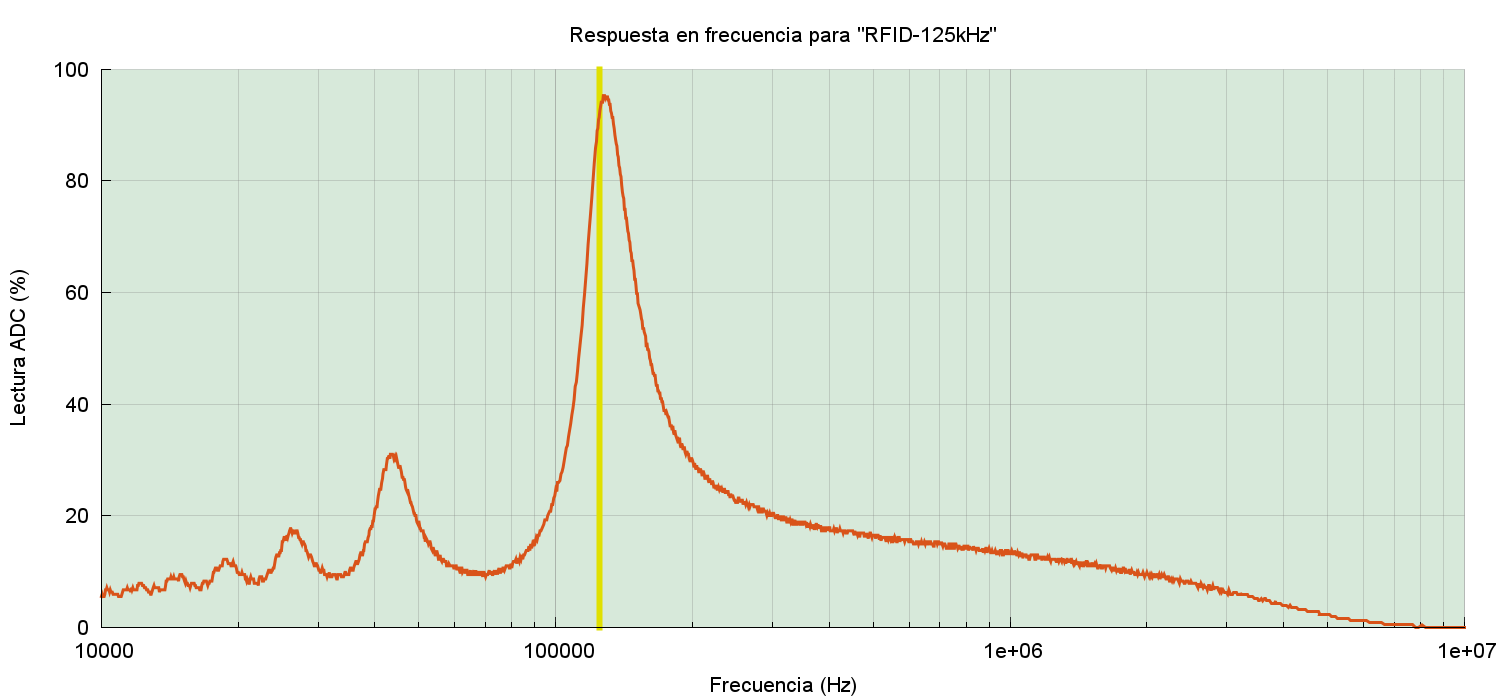 Respuesta en frecuencia para "RFID-125kHz"
100
80
60
40
20
0
Lectura ADC (%)
10000 100000 1e+06 1e+07
Frecuencia (Hz)